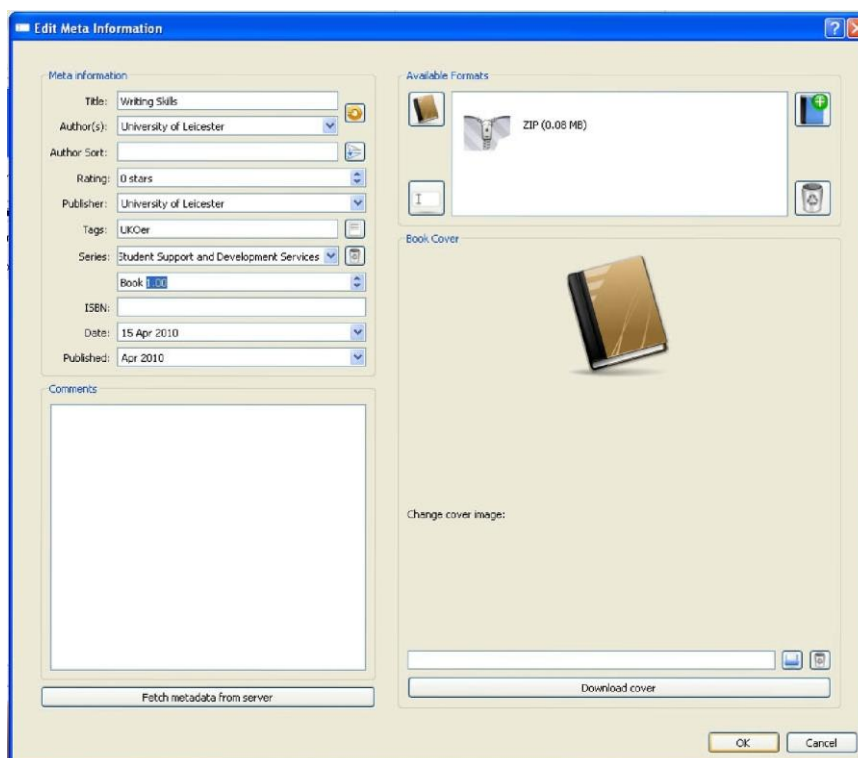 Edit Meta Information
Meta information
Title: Writing Skills
Author(s): University of Leicester
Author Sort:
Rating: 0 stars
Publisher: University of Leicester
Tags: UKOer
Series: Student Support and Development Services
Book 1.00
ISBN:
Date: 15 Apr 2010
Published: Apr 2010
Comments
Fetch metadata from server
Available Formats
ZIP (0.08 MB)
Book Cover
Change cover image:
Download cover
OK
Cancel